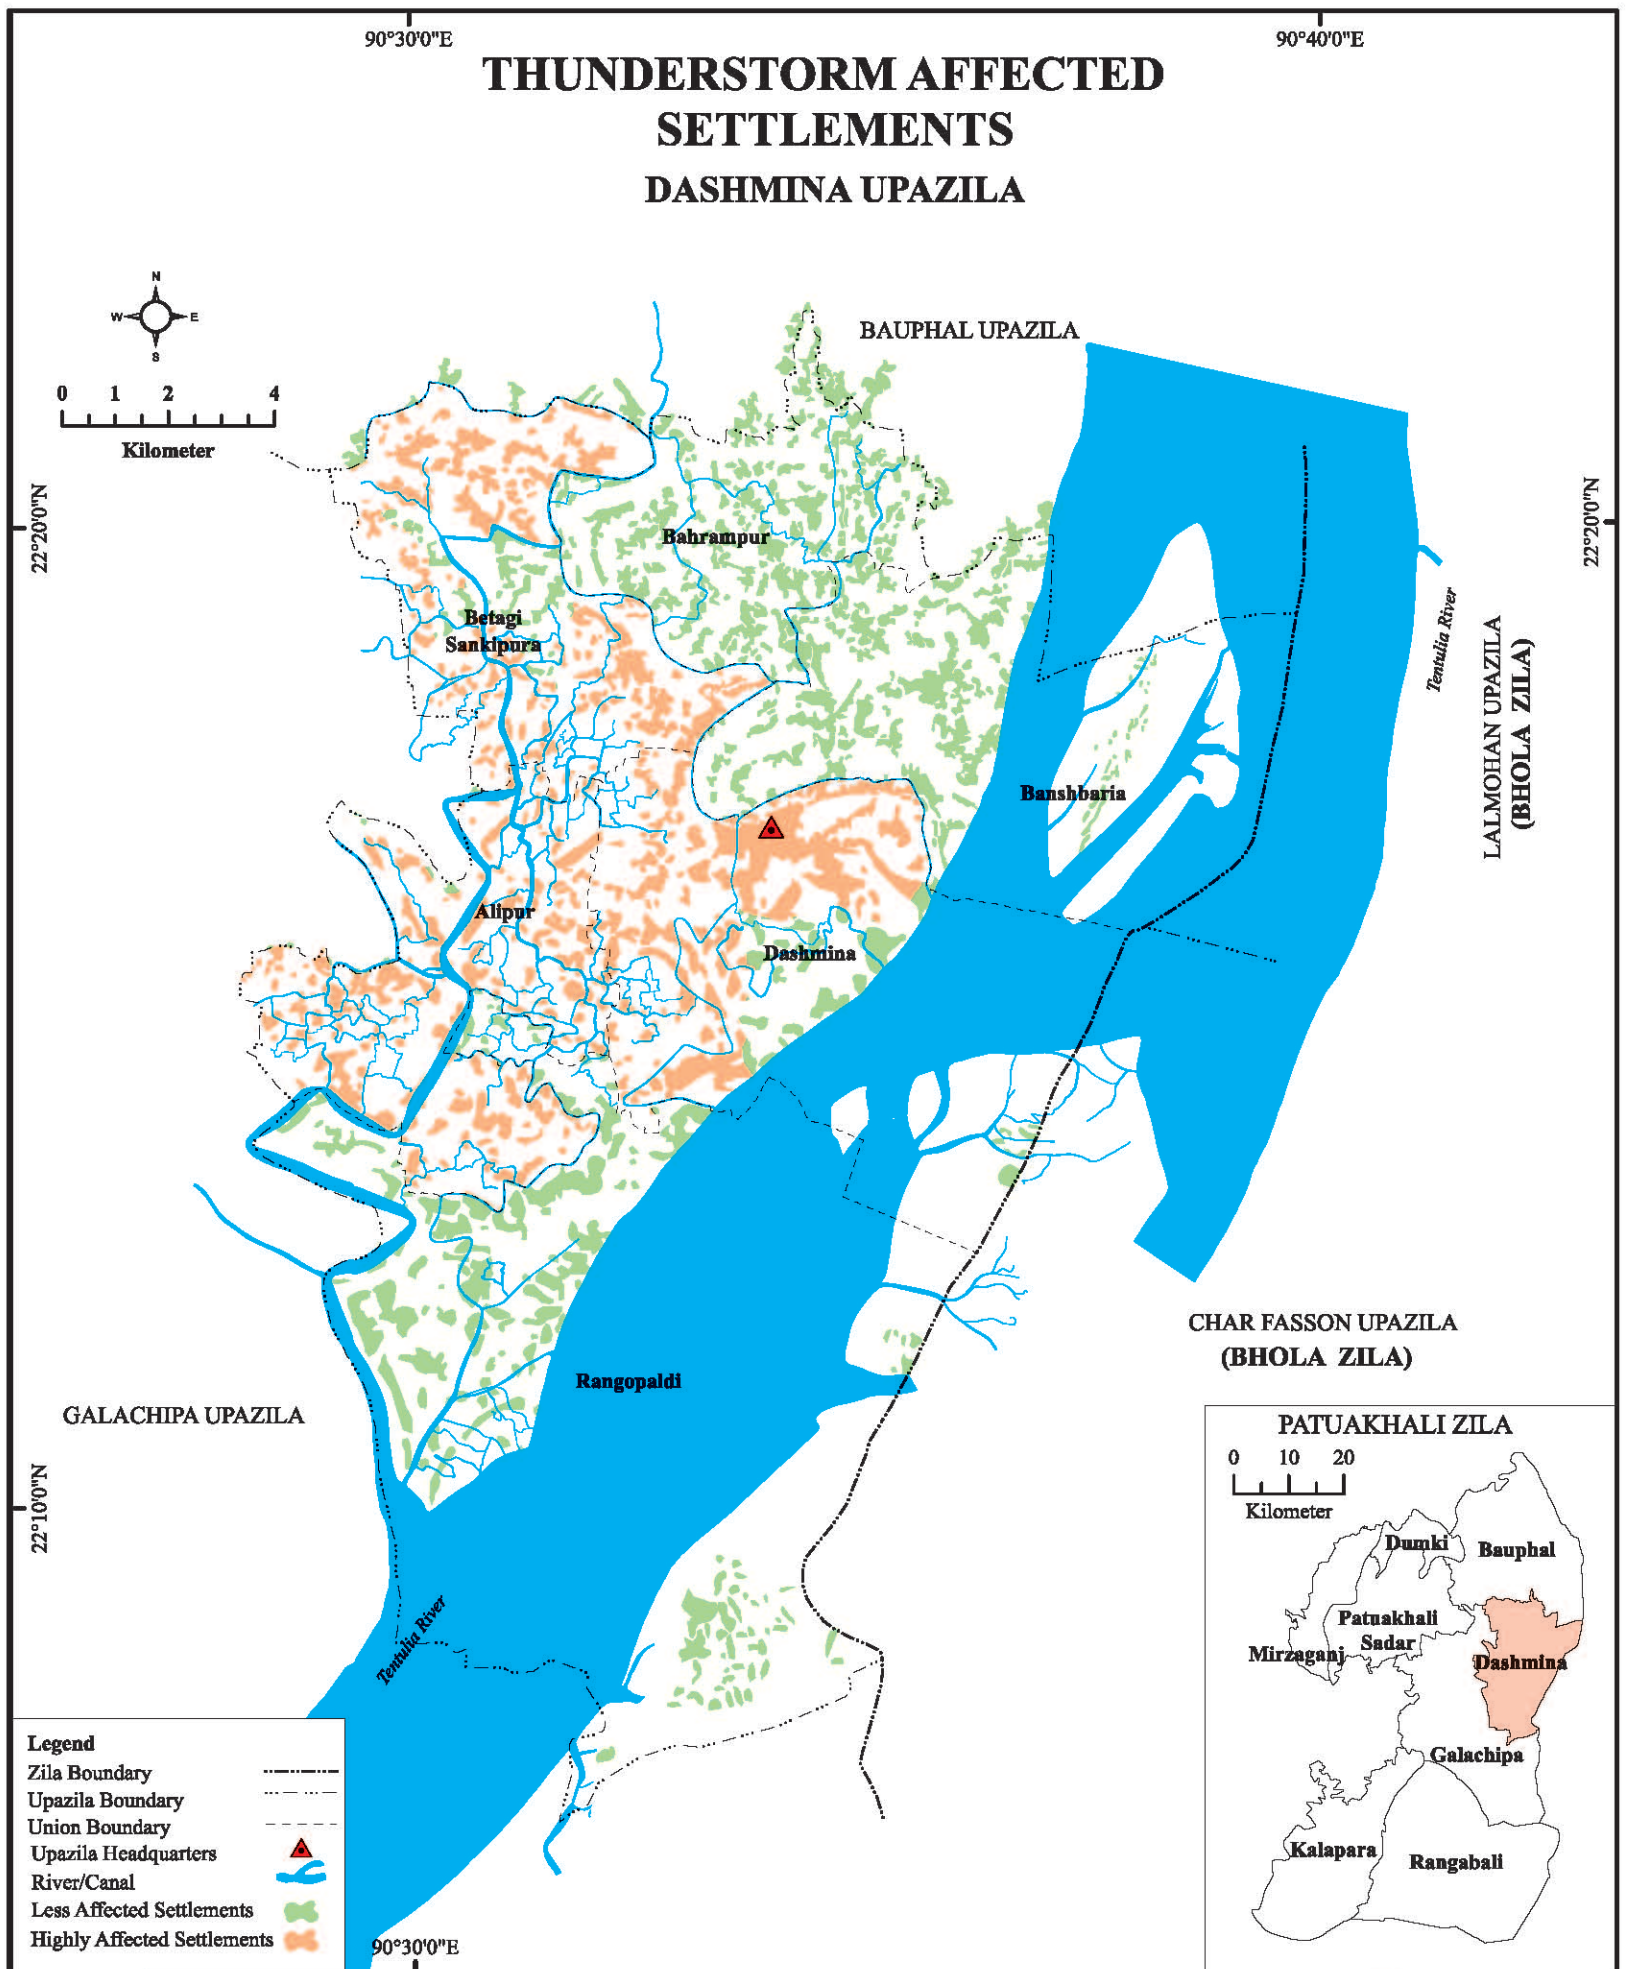 90°30'0"E
90°40'0"E
THUNDERSTORM AFFECTED
SETTLEMENTS
DASHMINA UPAZILA
N
W
E
S
0 1 2 4
Kilometer
BAUPHAL UPAZILA
22°20'0"N
22°20'0"N
Bahrampur
Betagi
Sankipura
Tentulia River
LALMOHAN UPAZILA
(BHOLA ZILA)
Banshbaria
Alipur
Dashmina
CHAR FASSON UPAZILA
(BHOLA ZILA)
Rangopaldi
GALACHIPA UPAZILA
22°10'0"N
Tentulia River
PATUAKHALI ZILA
0 10 20
Kilometer
Dumki
Bauphal
Patuakhali
Sadar
Mirzaganj
Dashmina
Galachipa
Kalapara
Rangabali
Legend
Zila Boundary
Upazila Boundary
Union Boundary
Upazila Headquarters
River/Canal
Less Affected Settlements
Highly Affected Settlements
90°30'0"E